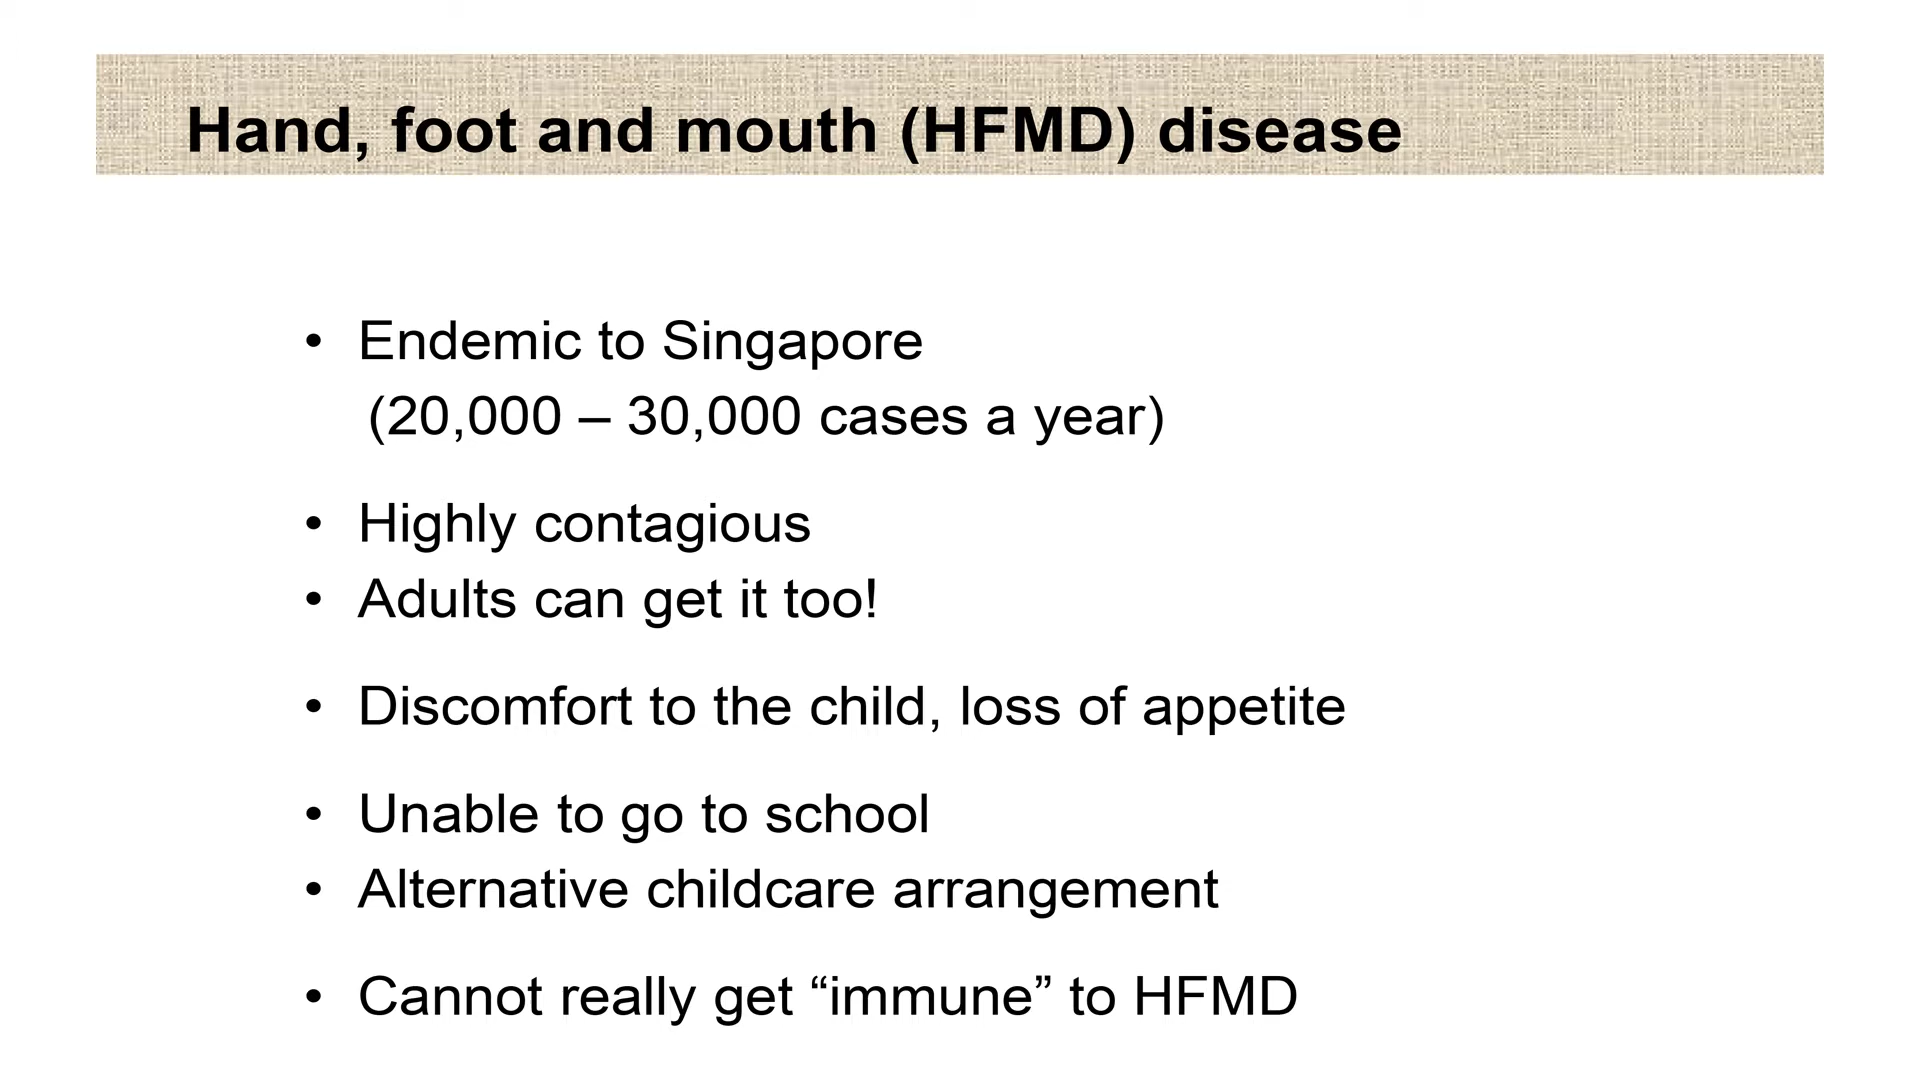 Hand, foot and mouth (HFMD) disease
• Endemic to Singapore
(20,000 – 30,000 cases a year)
• Highly contagious
• Adults can get it too!
• Discomfort to the child, loss of appetite
• Unable to go to school
• Alternative childcare arrangement
• Cannot really get “immune” to HFMD